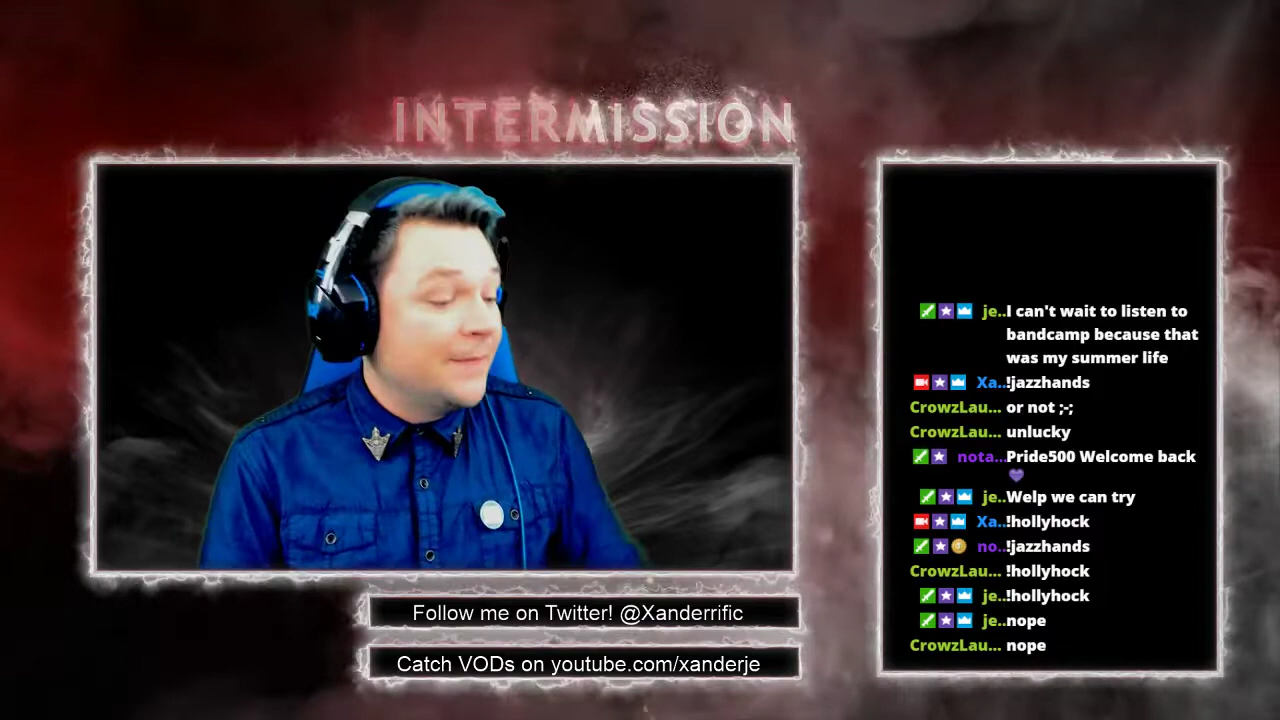 INTERMISSION
je..I can't wait to listen to
bandcamp because that
was my summer life
Xa..!jazzhands
CrowzLau... or not ;-;
CrowzLau... unlucky
nota...Pride500 Welcome back
💜
je..Welp we can try
Xa..!hollyhock
no..!jazzhands
CrowzLau... !hollyhock
je..!hollyhock
je..nope
CrowzLau... nope
Follow me on Twitter! @Xanderrific
Catch VODs on youtube.com/xanderje